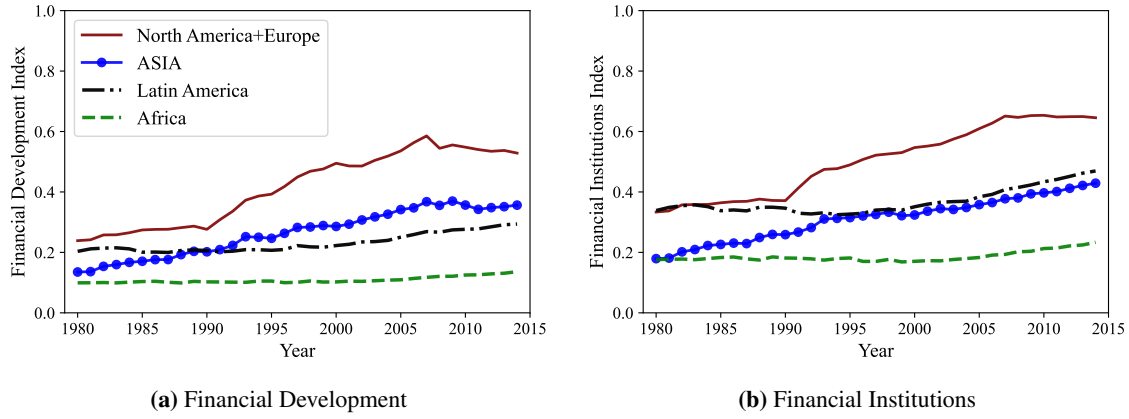 Financial Development Index
1.0
0.8
0.6
0.4
0.2
0.0
North America+Europe
ASIA
Latin America
Africa
1980 1985 1990 1995 2000 2005 2010 2015
Year
(a) Financial Development
Financial Institutions Index
1.0
0.8
0.6
0.4
0.2
0.0
1980 1985 1990 1995 2000 2005 2010 2015
Year
(b) Financial Institutions